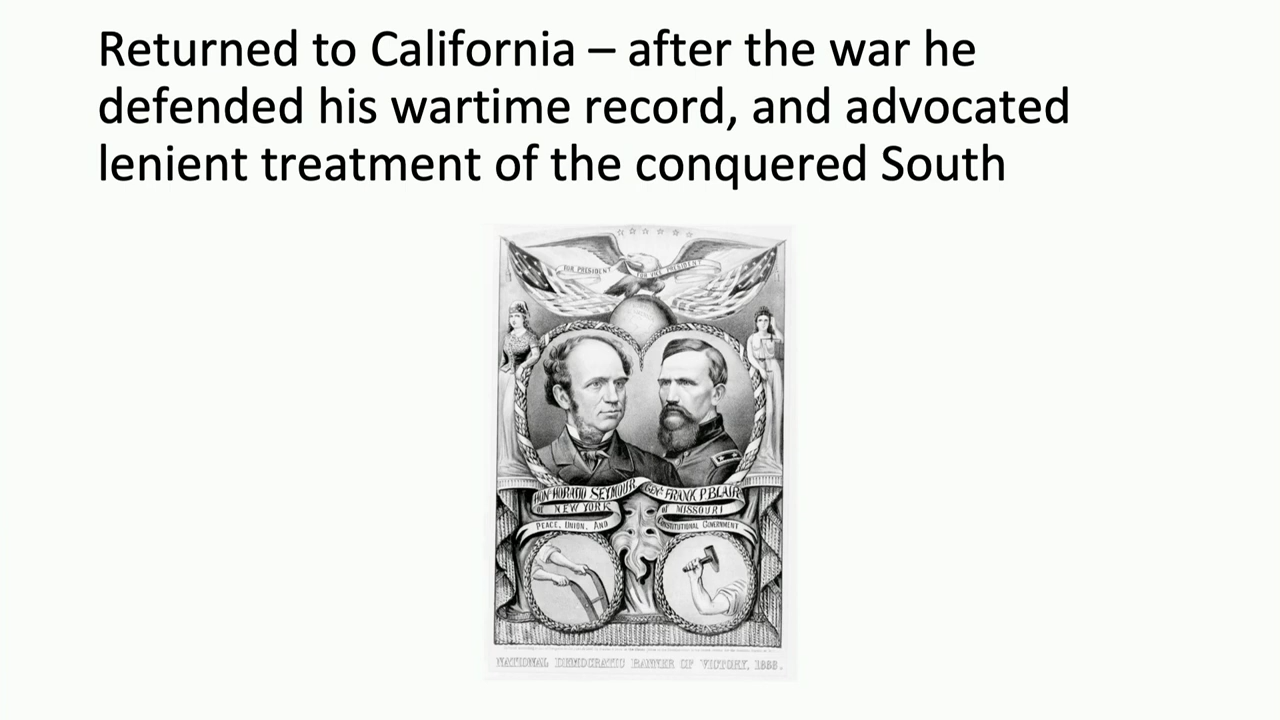 Returned to California – after the war he
defended his wartime record, and advocated
lenient treatment of the conquered South
FOR PRESIDENT
FOR VICE PRESIDENT
HON. HORATIO SEYMOUR
GENL FRANK P. BLAIR
OF NEW YORK
OF MISSOURI
PEACE, UNION, AND
CONSTITUTIONAL GOVERNMENT
NATIONAL DEMOCRATIC BANNER OF VICTORY, 1868.